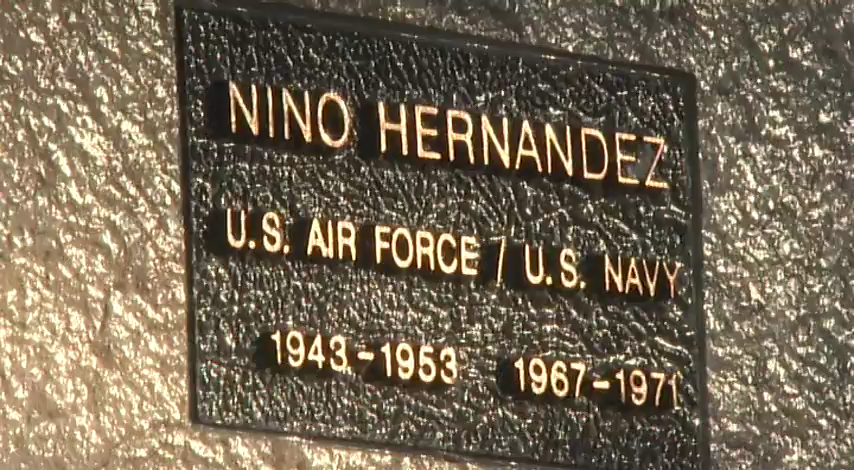 NINO HERNANDEZ
U.S. AIR FORCE / U.S. NAVY
1943-1953 1967-1971